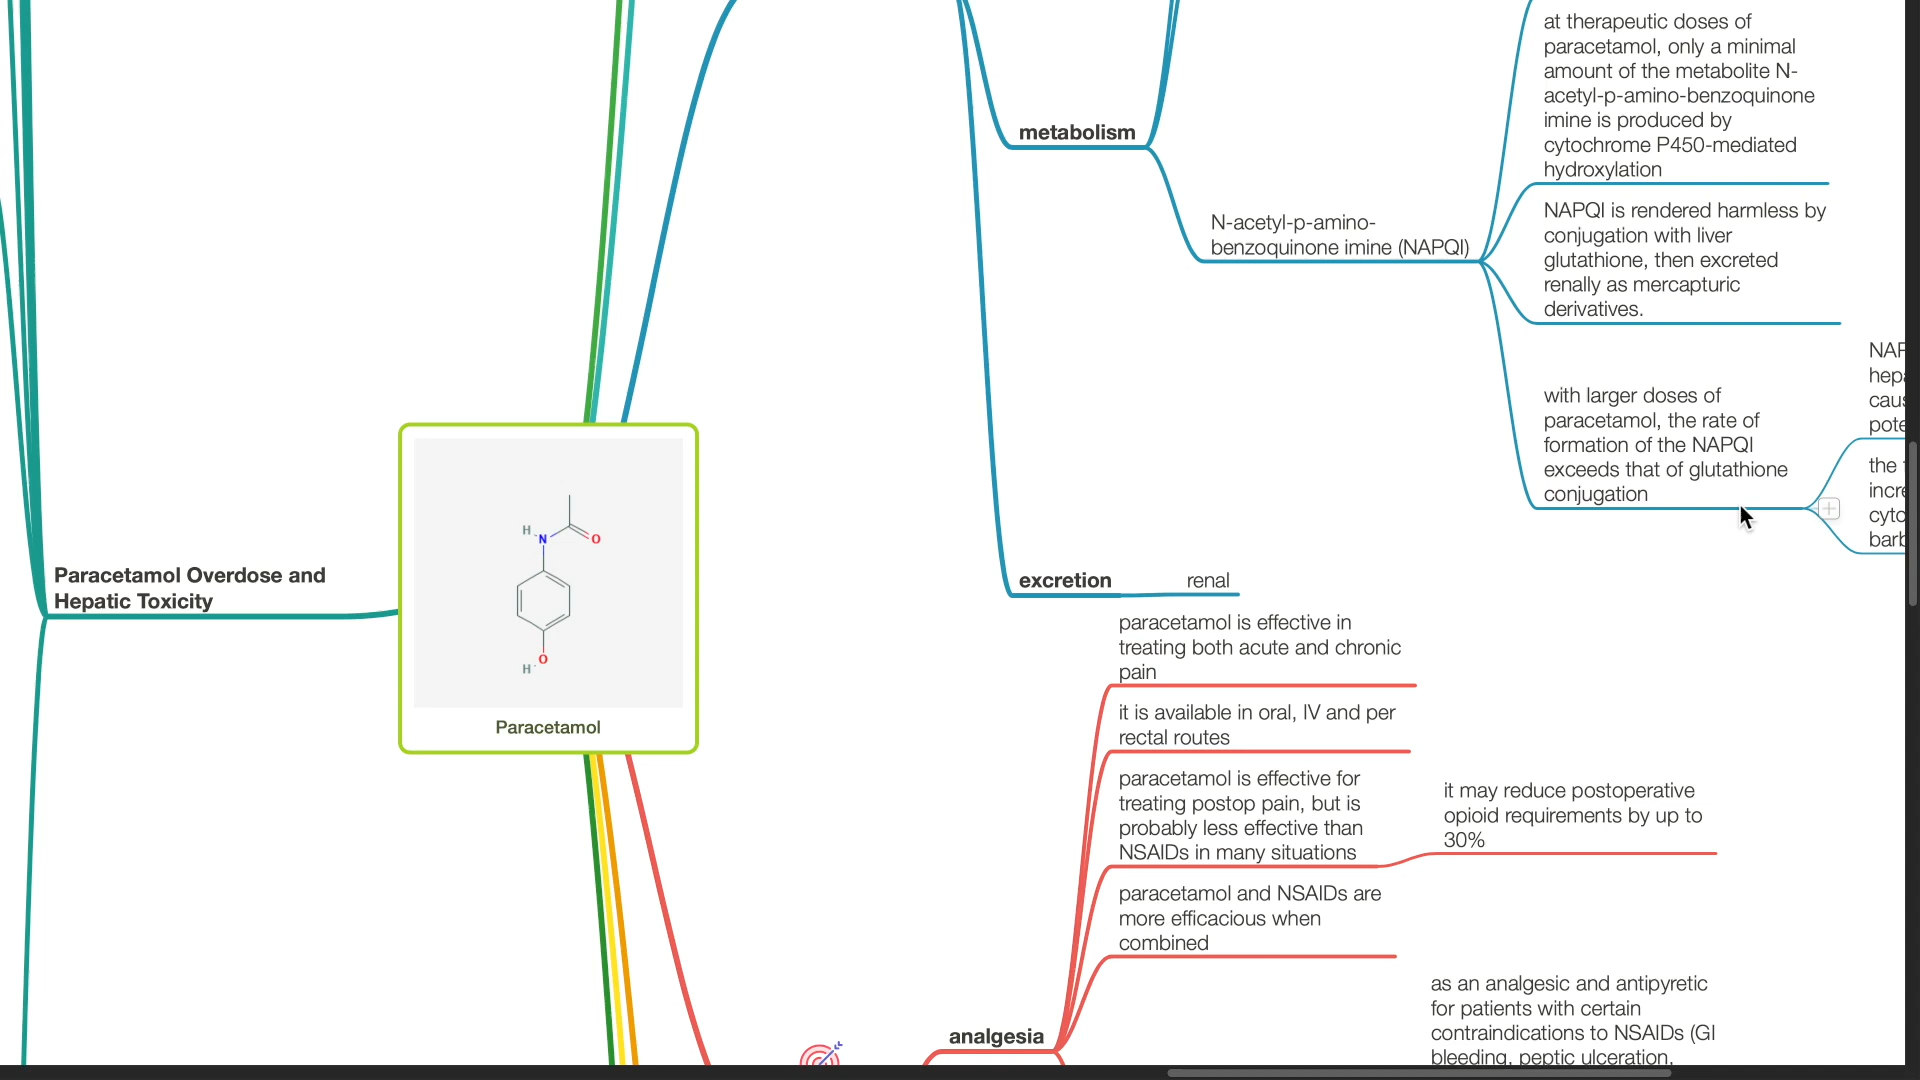 at therapeutic doses of
paracetamol, only a minimal
amount of the metabolite N-
acetyl-p-amino-benzoquinone
imine is produced by
cytochrome P450-mediated
hydroxylation
metabolism
NAPQI is rendered harmless by
conjugation with liver
glutathione, then excreted
renally as mercapturic
derivatives.
N-acetyl-p-amino-
benzoquinone imine (NAPQI)
with larger doses of
paracetamol, the rate of
formation of the NAPQI
exceeds that of glutathione
conjugation
the
Paracetamol Overdose and
Hepatic Toxicity
H
N
O
O
H
Paracetamol
excretion
renal
paracetamol is effective in
treating both acute and chronic
pain
it is available in oral, IV and per
rectal routes
paracetamol is effective for
treating postop pain, but is
probably less effective than
NSAIDs in many situations
it may reduce postoperative
opioid requirements by up to
30%
paracetamol and NSAIDs are
more efficacious when
combined
analgesia
as an analgesic and antipyretic
for patients with certain
contraindications to NSAIDs (GI
bleeding, peptic ulceration,